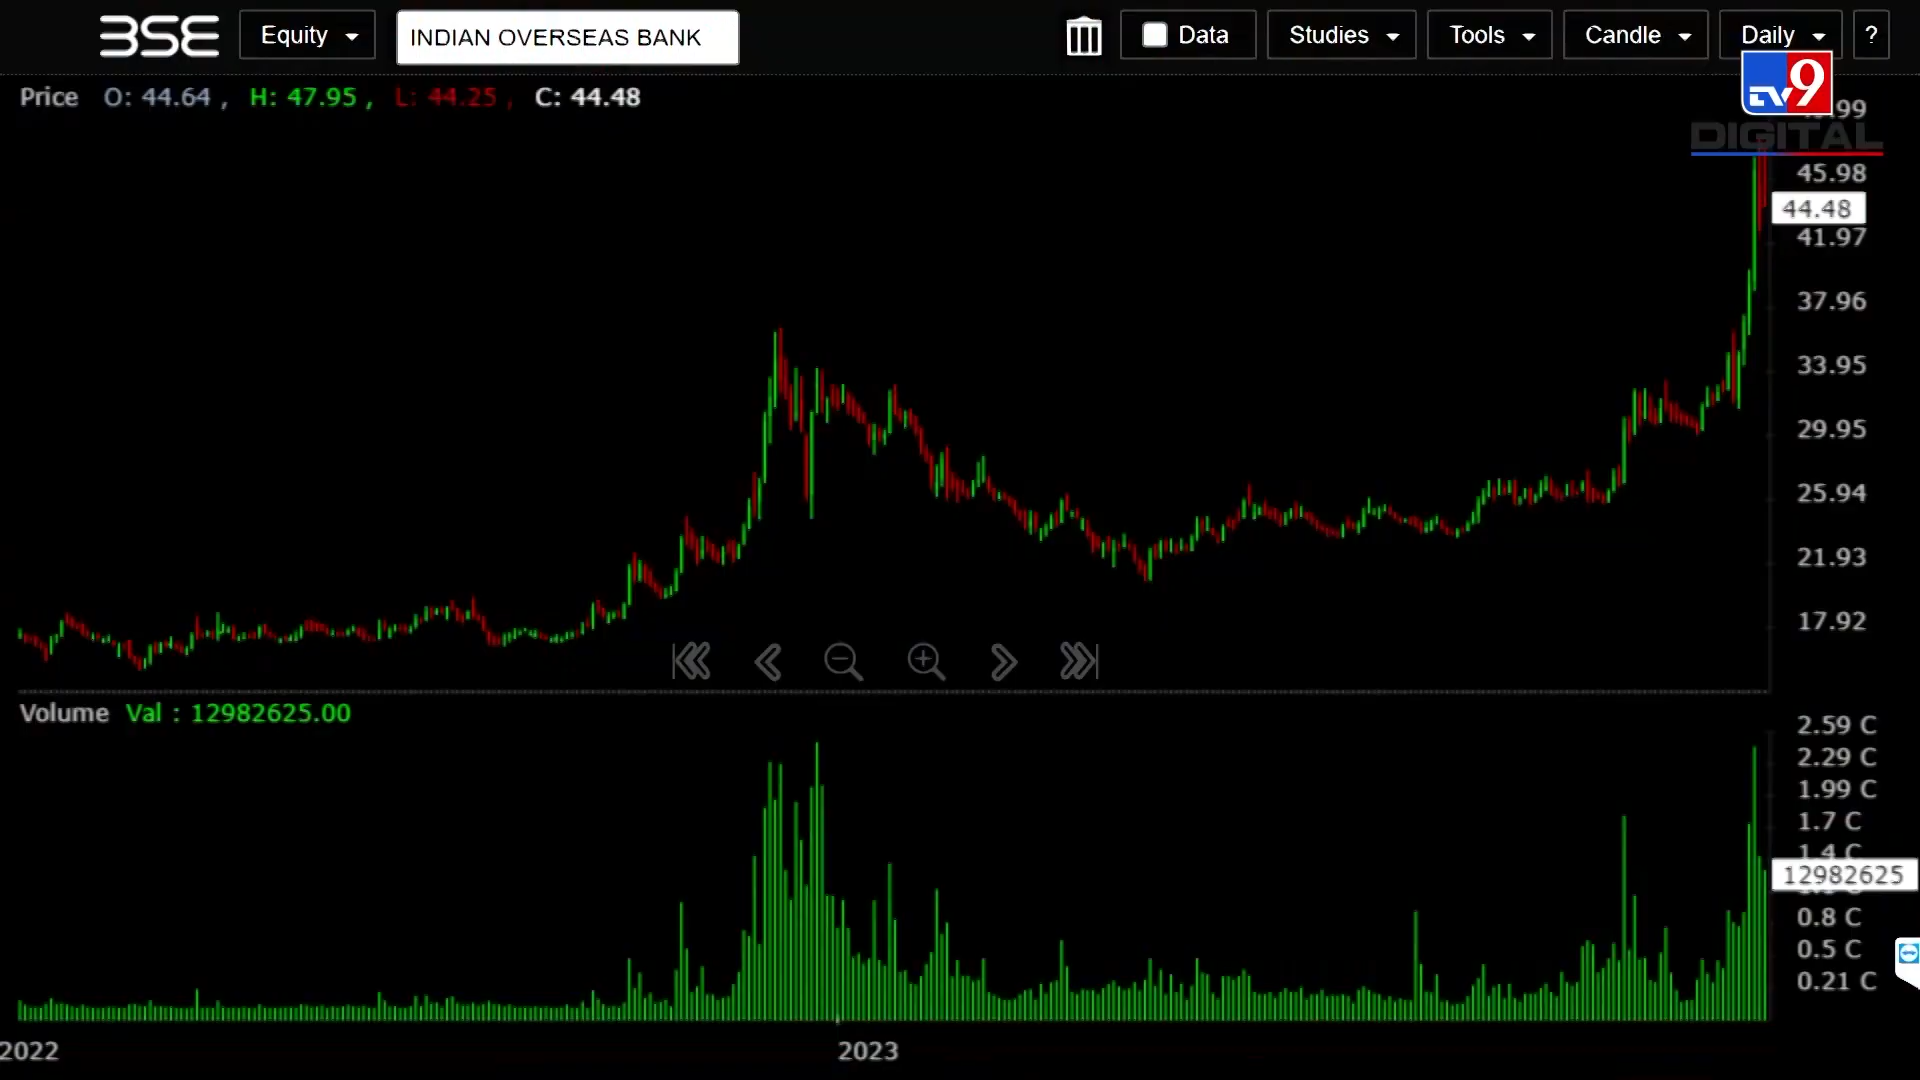 BSE Equity INDIAN OVERSEAS BANK Data Studies Tools Candle Daily ?
TV9
DIGITAL
Price O: 44.64 , H: 47.95 , L: 44.25 , C: 44.48
45.98
44.48
41.97
37.96
33.95
29.95
25.94
21.93
17.92
Volume Val : 12982625.00
2.59 C
2.29 C
1.99 C
1.7 C
1.4 C
12982625
0.8 C
0.5 C
0.21 C
2022 2023